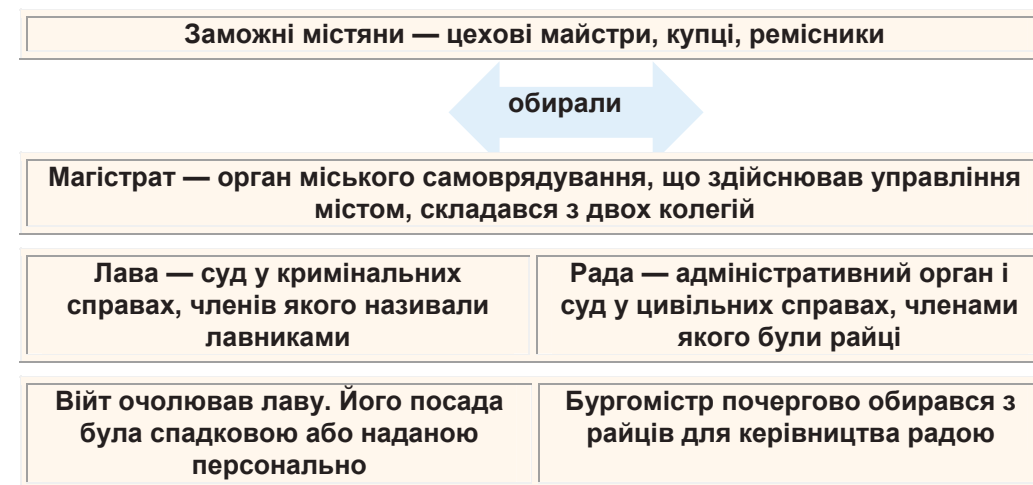 Заможні містяни — цехові майстри, купці, ремісники
обирали
Магістрат — орган міського самоврядування, що здійснював управління
містом, складався з двох колегій
Лава — суд у кримінальних
справах, членів якого називали
лавниками
Рада — адміністративний орган і
суд у цивільних справах, членами
якого були райці
Війт очолював лаву. Його посада
була спадковою або наданою
персонально
Бургомістр почергово обирався з
райців для керівництва радою